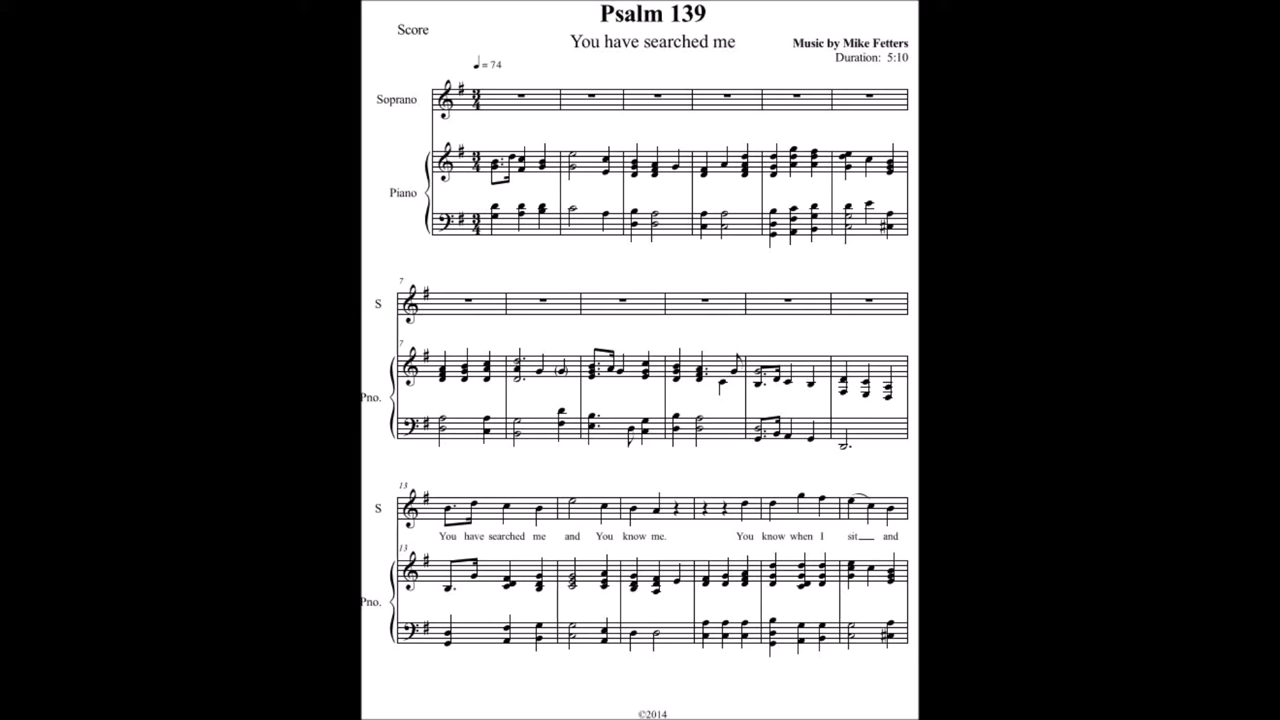 Psalm 139
Score
You have searched me
Music by Mike Fetters
Duration: 5:10
♩ = 74
Soprano
Piano
7
S
7
Pno.
13
S
You have searched me and You know me. You know when I sit and
13
Pno.
©2014